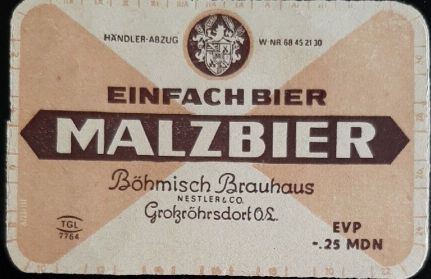 HÄNDLER-ABZUG W-NR 68 45 21 30
EINFACHBIER
MALZBIER
Böhmisch Brauhaus
NESTLER & CO.
Großröhrsdorf O.L.
TGL
7764
EVP
-.25 MDN